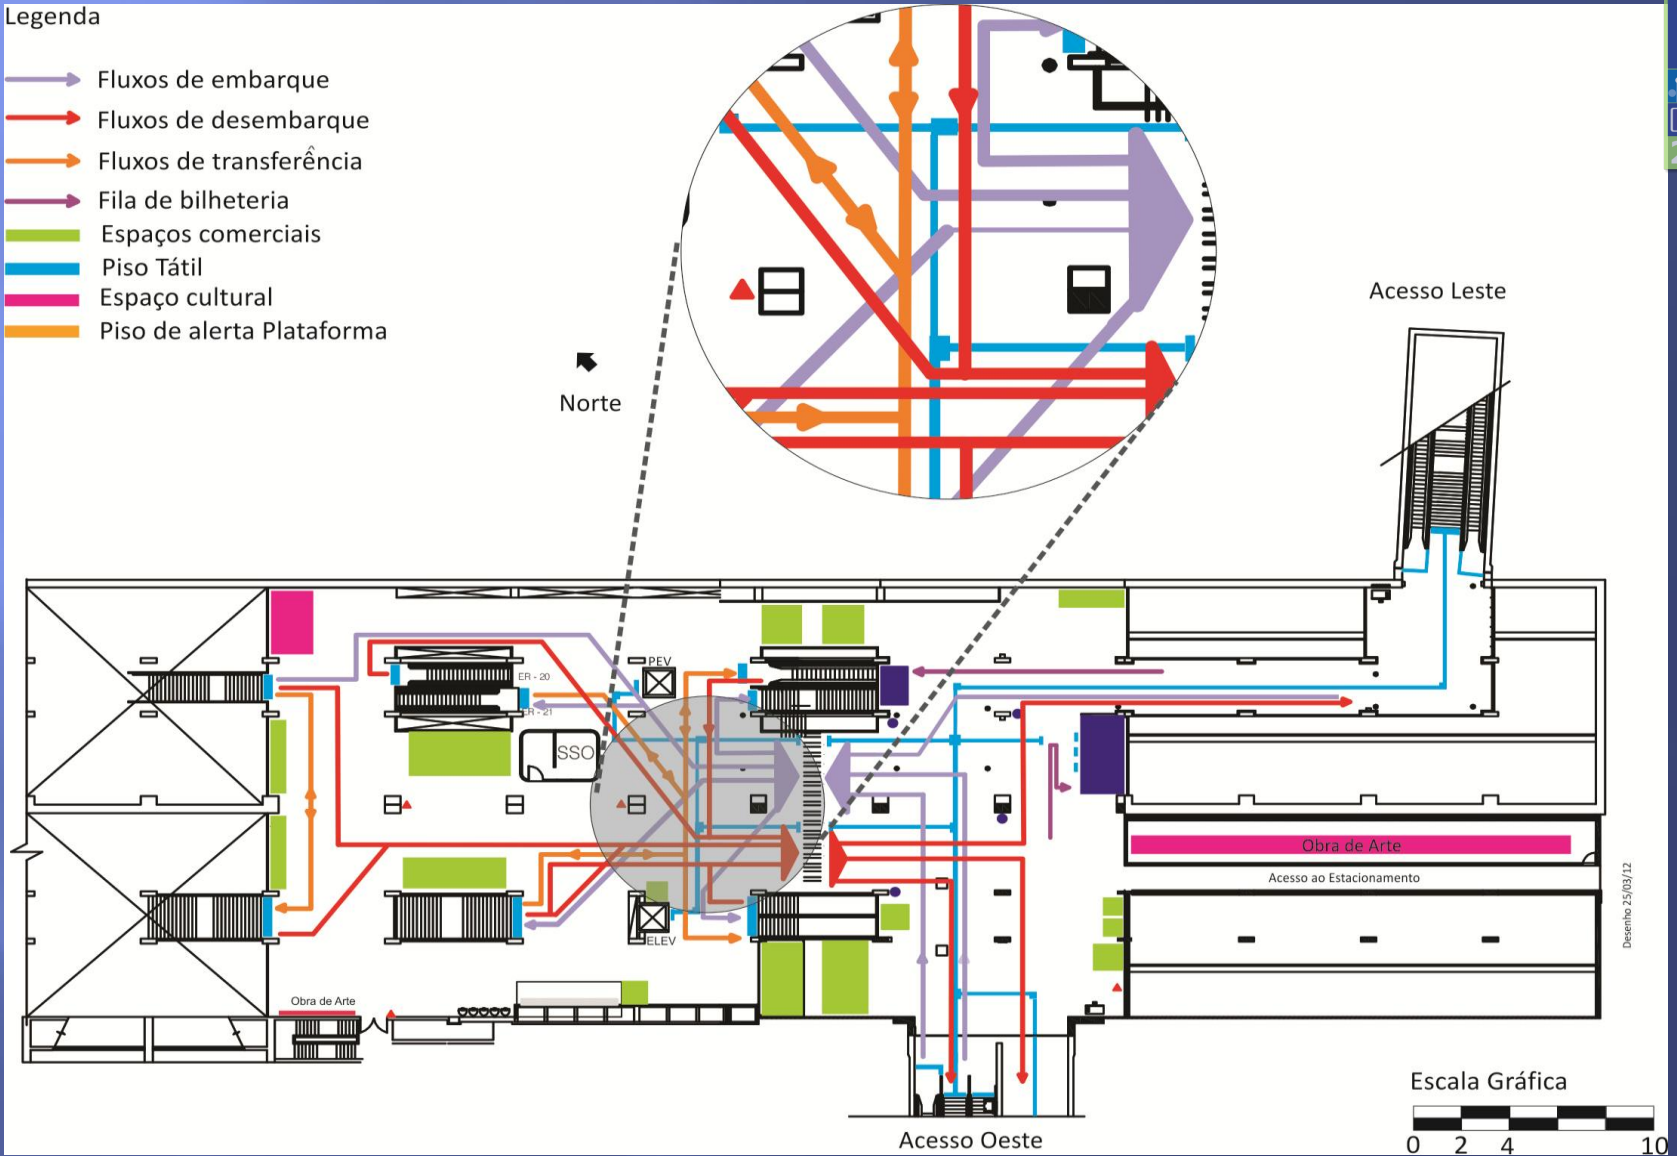 Legenda
Fluxos de embarque
Fluxos de desembarque
Fluxos de transferência
Fila de bilheteria
Espaços comerciais
Piso Tátil
Espaço cultural
Piso de alerta Plataforma
Norte
Acesso Leste
PEV
ER - 20
ER - 21
SSO
ELEV
Obra de Arte
Acesso ao Estacionamento
Desenho 25/03/12
Obra de Arte
Acesso Oeste
Escala Gráfica
0 2 4 10